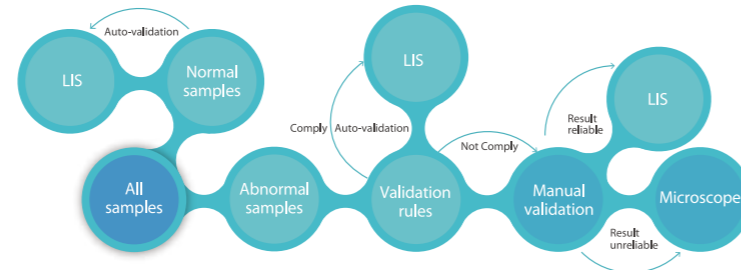 Auto-validation
LIS
Normal
samples
LIS
Comply
Auto-validation
Not Comply
Result
reliable
LIS
All
samples
Abnormal
samples
Validation
rules
Manual
validation
Microscope
Result
unreliable